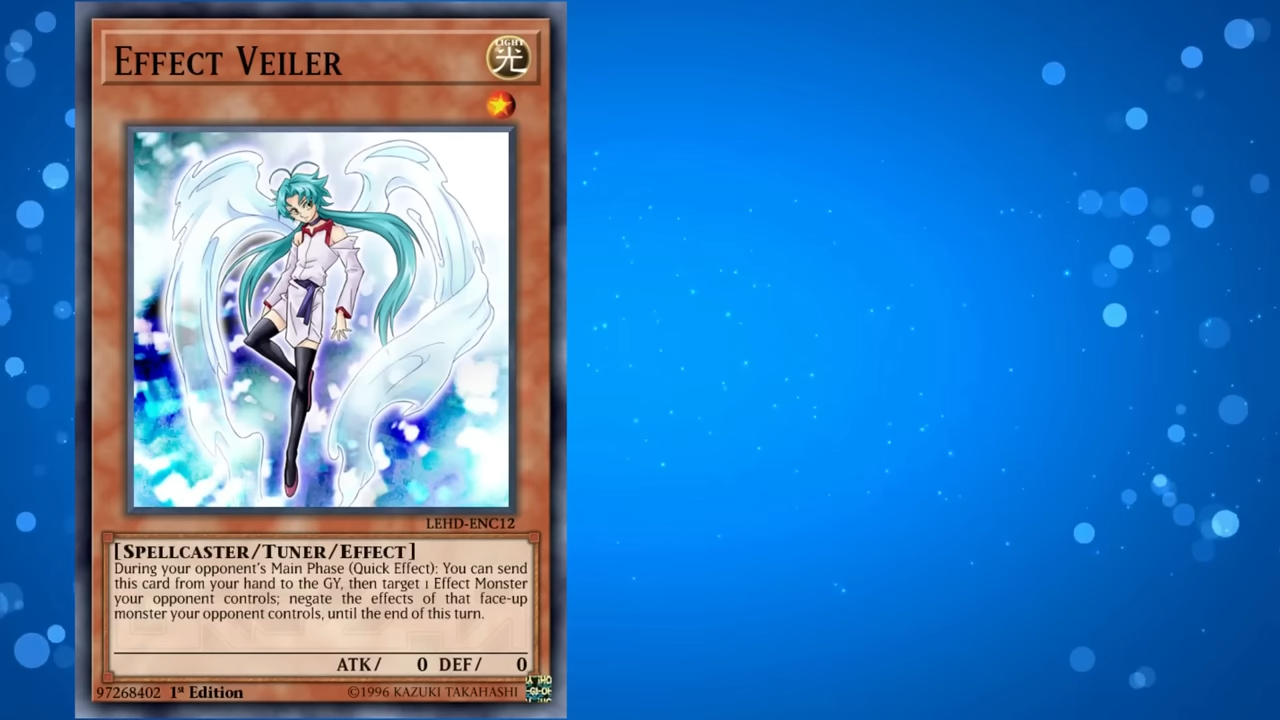 EFFECT VEILER
LIGHT
光
LEHD-ENC12
[SPELLCASTER/TUNER/EFFECT]
During your opponent's Main Phase (Quick Effect): You can send
this card from your hand to the GY, then target 1 Effect Monster
your opponent controls; negate the effects of that face-up
monster your opponent controls, until the end of this turn.
ATK/ 0 DEF/ 0
97268402 1st Edition ©1996 KAZUKI TAKAHASHI